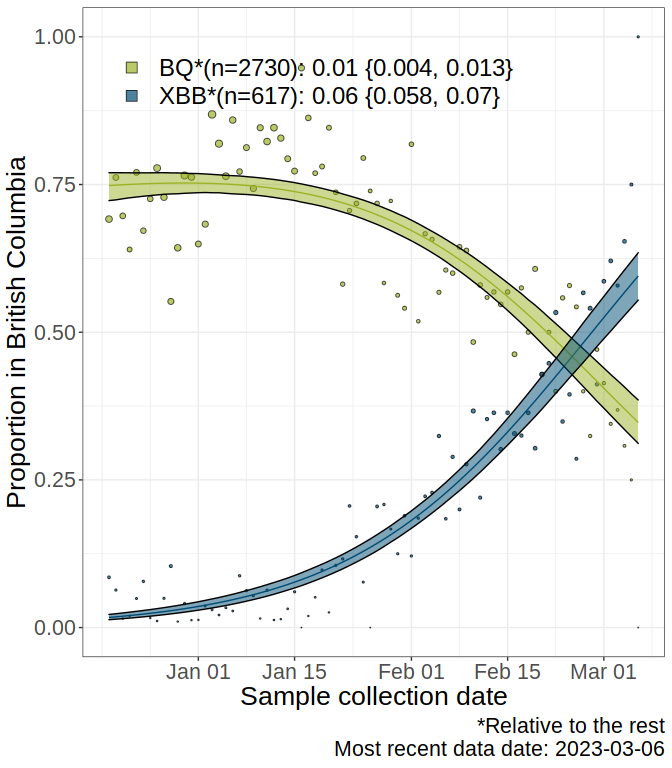 BQ*(n=2730): 0.01 {0.004, 0.013}
XBB*(n=617): 0.06 {0.058, 0.07}
Proportion in British Columbia
1.00
0.75
0.50
0.25
0.00
Jan 01 Jan 15 Feb 01 Feb 15 Mar 01
Sample collection date
*Relative to the rest
Most recent data date: 2023-03-06